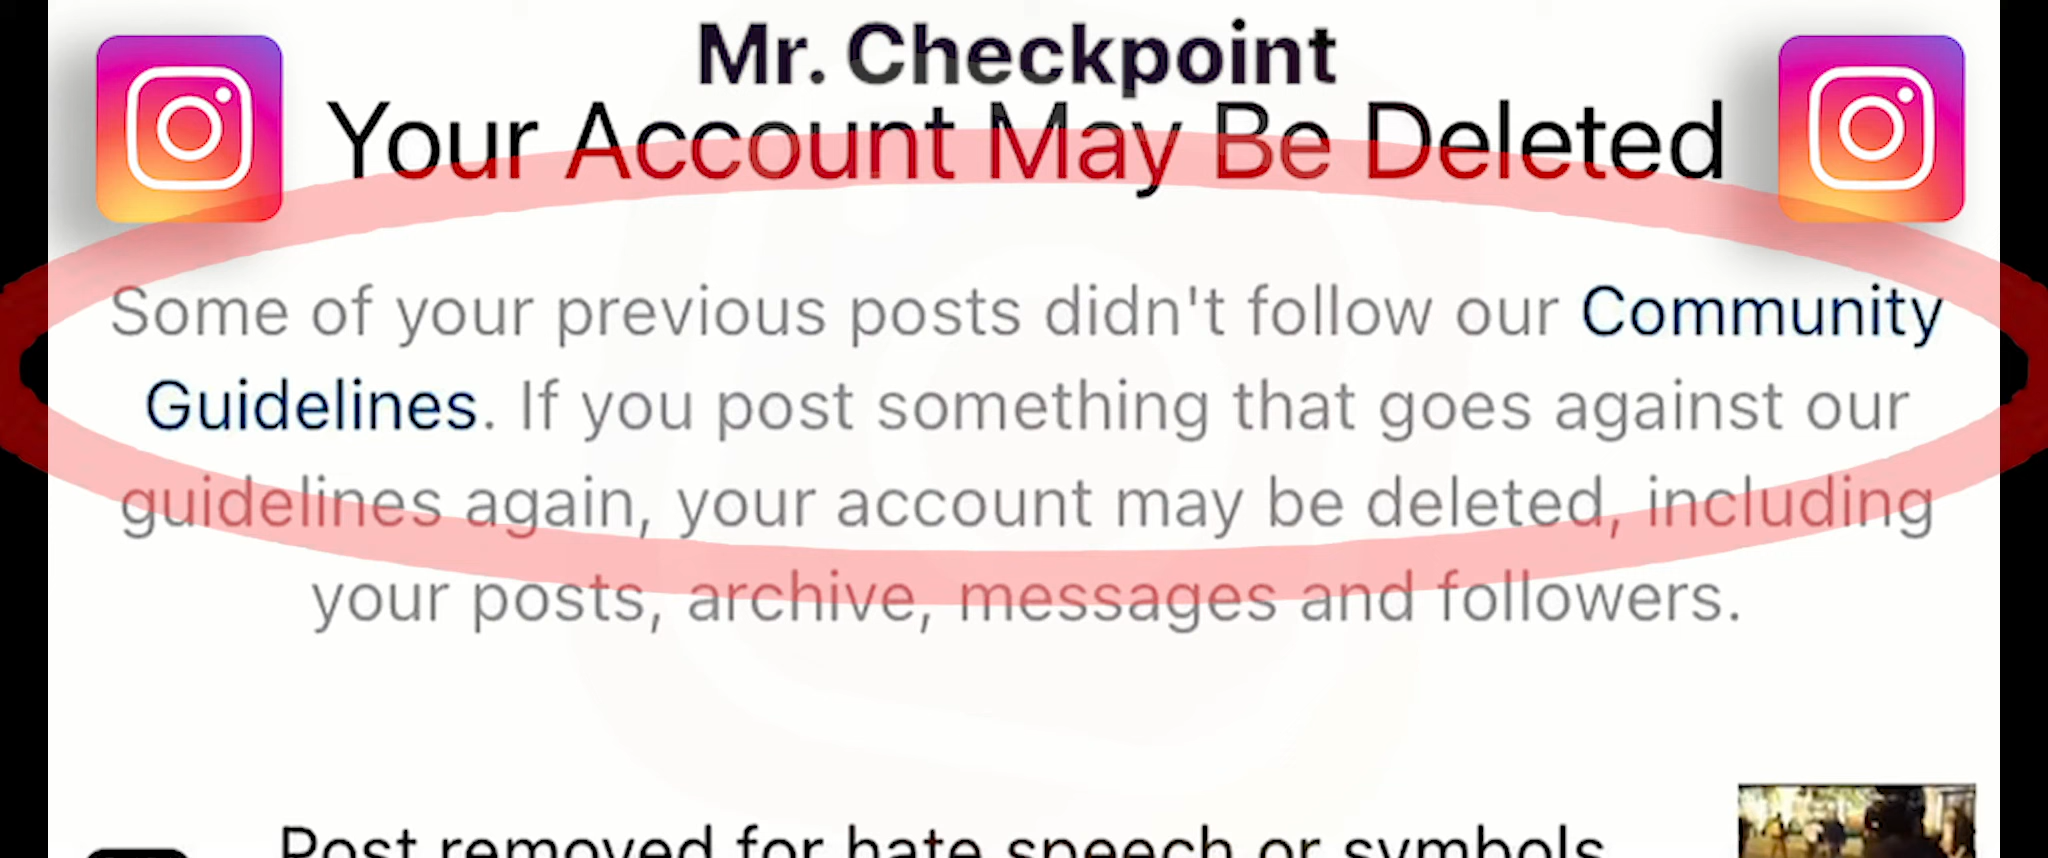 Mr. Checkpoint
Your Account May Be Deleted
Some of your previous posts didn't follow our Community
Guidelines. If you post something that goes against our
guidelines again, your account may be deleted, including
your posts, archive, messages and followers.
Post removed for hate speech or symbols